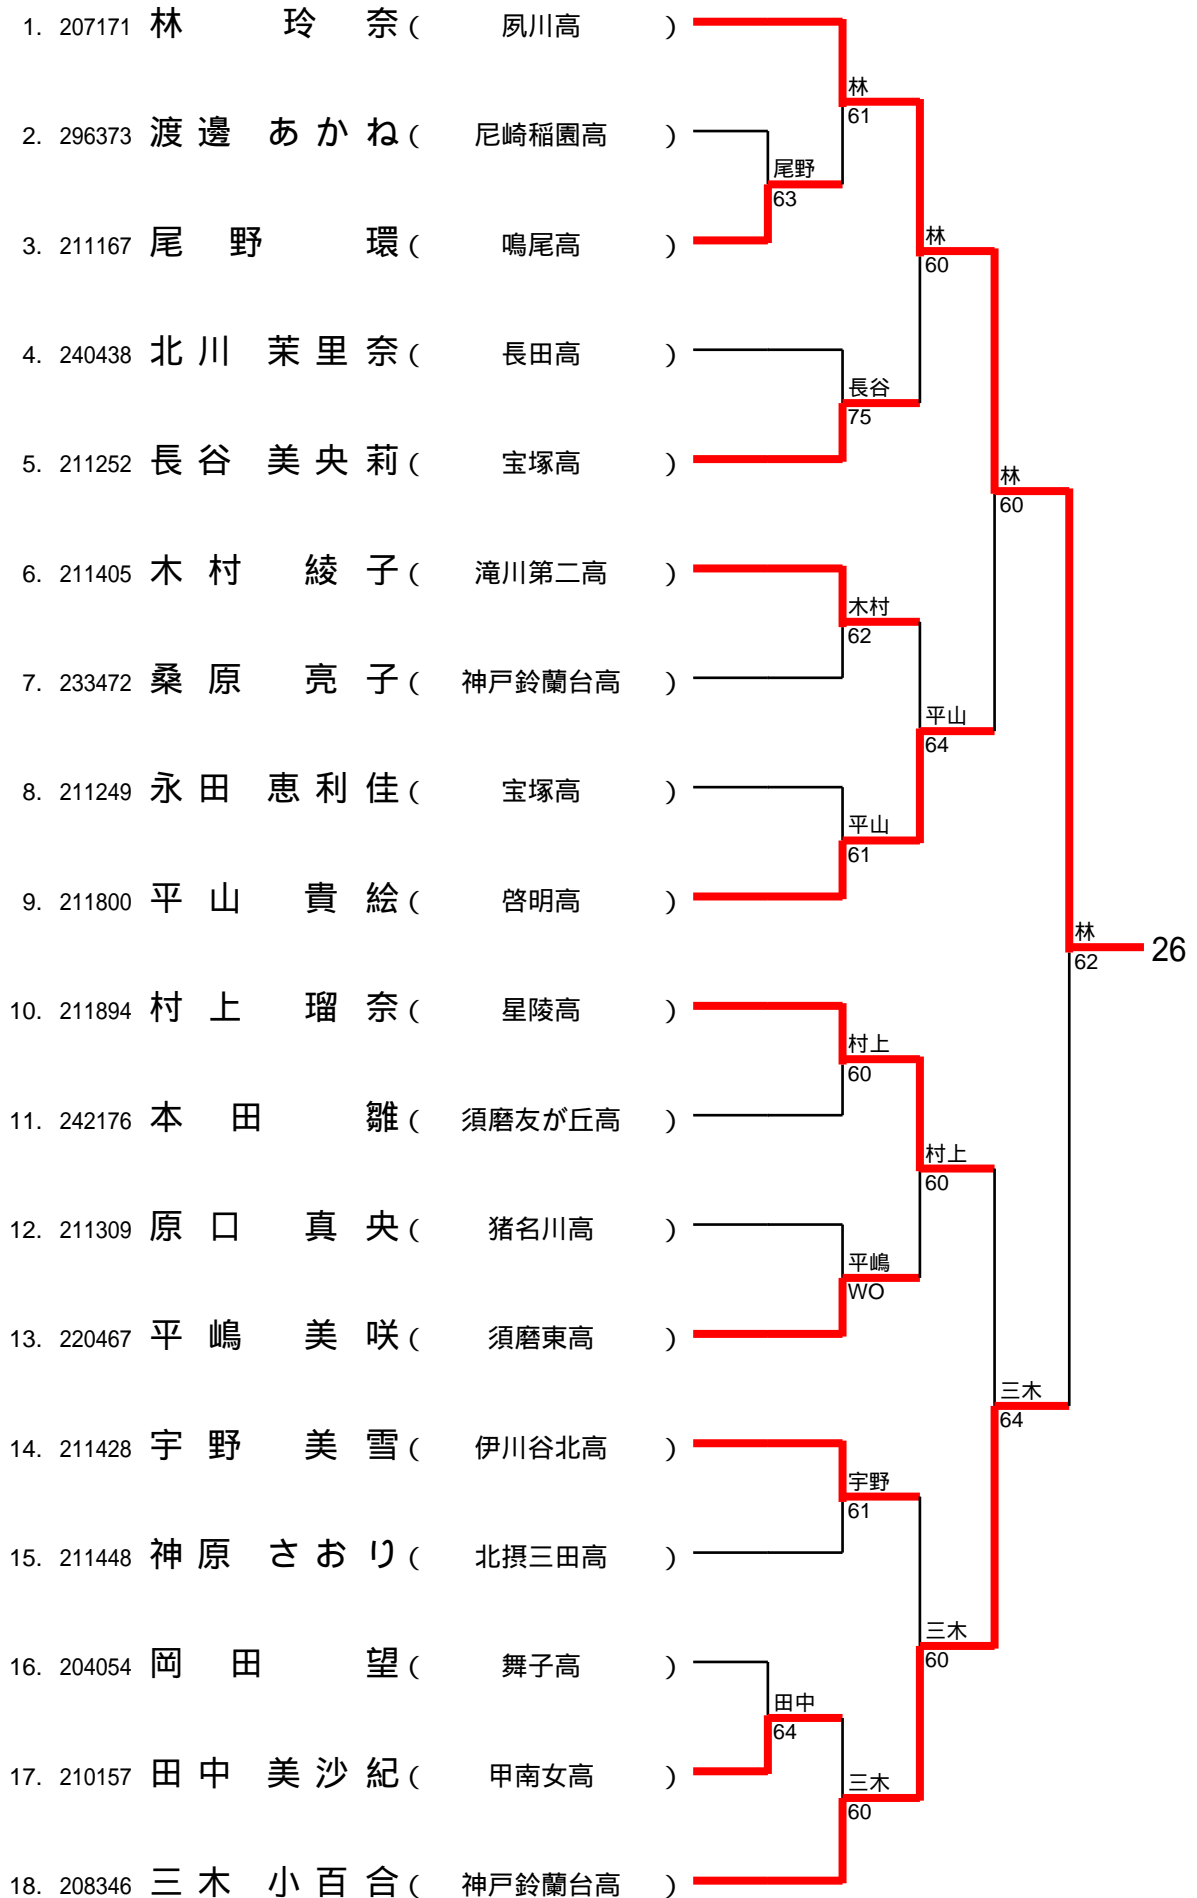 1. 207171 林 玲奈 ( 夙川高 )
林
61
2. 296373 渡邊 あかね ( 尼崎稲園高 )
尾野
63
3. 211167 尾野 環 ( 鳴尾高 )
林
60
4. 240438 北川 茉里奈 ( 長田高 )
長谷
75
5. 211252 長谷 美央莉 ( 宝塚高 )
林
60
6. 211405 木村 綾子 ( 滝川第二高 )
木村
62
7. 233472 桑原 亮子 ( 神戸鈴蘭台高 )
平山
64
8. 211249 永田 恵利佳 ( 宝塚高 )
平山
61
9. 211800 平山 貴絵 ( 啓明高 )
林
62
26
10. 211894 村上 瑠奈 ( 星陵高 )
村上
60
11. 242176 本田 雛 ( 須磨友が丘高 )
村上
60
12. 211309 原口 真央 ( 猪名川高 )
平嶋
WO
13. 220467 平嶋 美咲 ( 須磨東高 )
三木
64
14. 211428 宇野 美雪 ( 伊川谷北高 )
宇野
61
15. 211448 神原 さおり ( 北摂三田高 )
三木
60
16. 204054 岡田 望 ( 舞子高 )
田中
64
17. 210157 田中 美沙紀 ( 甲南女高 )
三木
60
18. 208346 三木 小百合 ( 神戸鈴蘭台高 )